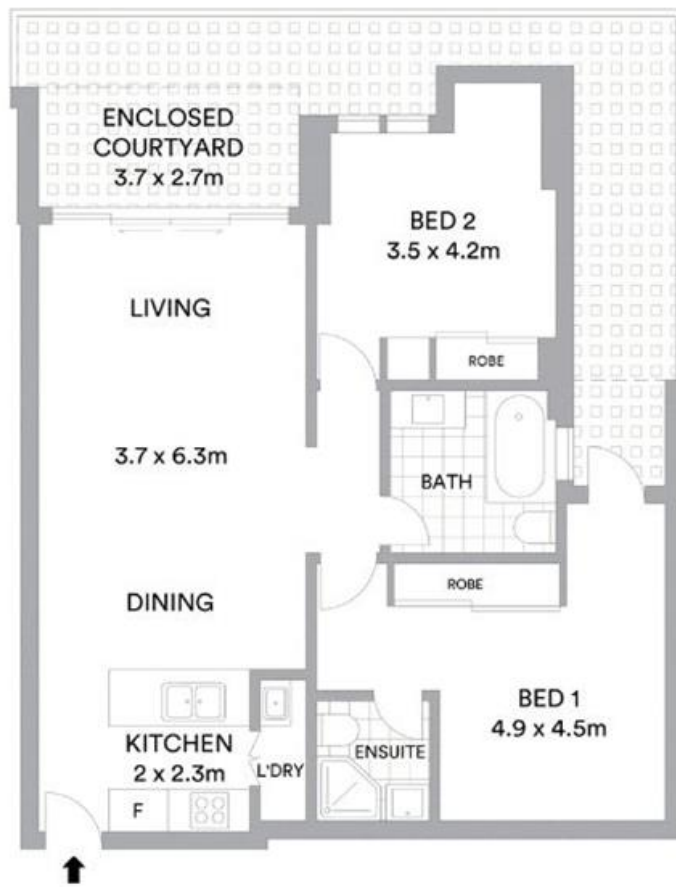 ENCLOSED
COURTYARD
3.7 x 2.7m
BED 2
3.5 x 4.2m
LIVING
ROBE
3.7 x 6.3m
BATH
ROBE
DINING
BED 1
4.9 x 4.5m
KITCHEN
2 x 2.3m
L'DRY
ENSUITE
F